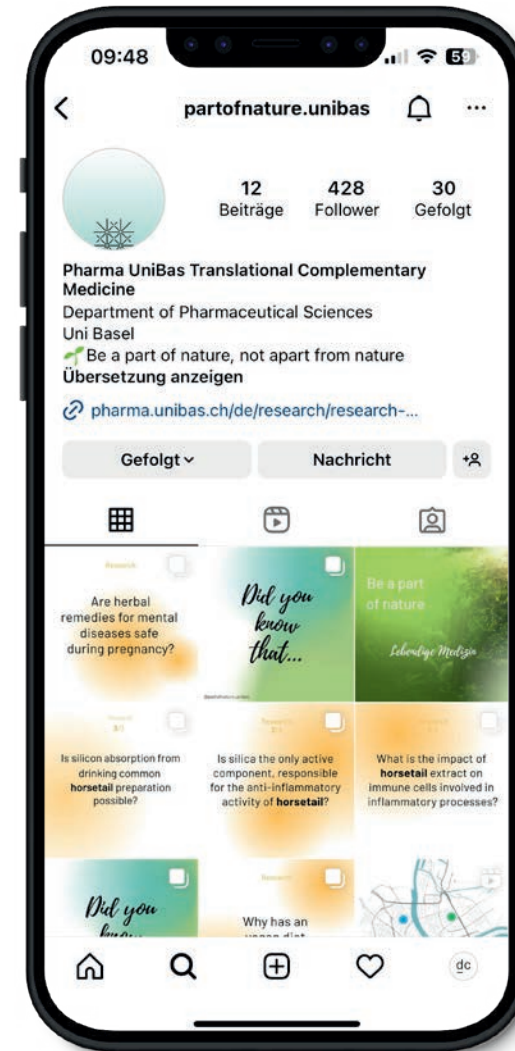 09:48
59
partofnature.unibas
...
12 428 30
Beiträge Follower Gefolgt
Pharma UniBas Translational Complementary
Medicine
Department of Pharmaceutical Sciences
Uni Basel
🌱Be a part of nature, not apart from nature
Übersetzung anzeigen
pharma.unibas.ch/de/research/research-...
Gefolgt Nachricht
Research
Are herbal
remedies for mental
diseases safe
during pregnancy?
Did you
know
that...
Be a part
of nature
Lebendige Medizin
Is silicon absorption from
drinking common
horsetail preparation
possible?
Research
Is silica the only active
component, responsible
for the anti-inflammatory
activity of horsetail?
What is the impact of
horsetail extract on
immune cells involved in
inflammatory processes?
Did you
Research
Why has an
dc